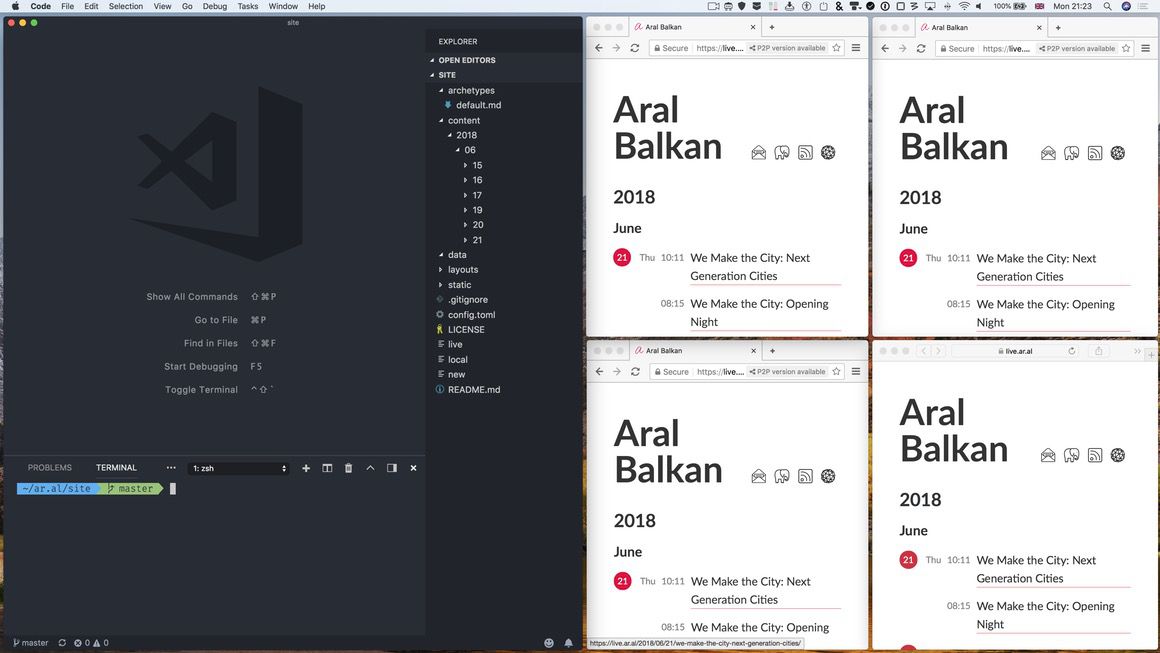 Code File Edit Selection View Go Debug Tasks Window Help
100% Mon 21:23
site
EXPLORER
OPEN EDITORS
SITE
archetypes
default.md
content
2018
06
15
16
17
19
20
21
data
layouts
static
.gitignore
config.toml
LICENSE
live
local
new
README.md
Show All Commands ⇧⌘P
Go to File ⌘P
Find in Files ⇧⌘F
Start Debugging F5
Toggle Terminal ⌃⇧`
PROBLEMS TERMINAL ••• 1: zsh
~/ar.al/site master
master 0 0
Aral Balkan
Secure https://live.... P2P version available
Aral
Balkan
2018
June
21 Thu 10:11 We Make the City: Next
Generation Cities
08:15 We Make the City: Opening
Night
Aral Balkan
Secure https://live.... P2P version available
Aral
Balkan
2018
June
21 Thu 10:11 We Make the City: Next
Generation Cities
08:15 We Make the City: Opening
Night
Aral Balkan
Secure https://live.... P2P version available
Aral
Balkan
2018
June
21 Thu 10:11 We Make the City: Next
Generation Cities
08:15 We Make the City: Opening
https://live.ar.al/2018/06/21/we-make-the-city-next-generation-cities/
live.ar.al
Aral
Balkan
2018
June
21 Thu 10:11 We Make the City: Next
Generation Cities
08:15 We Make the City: Opening
Night